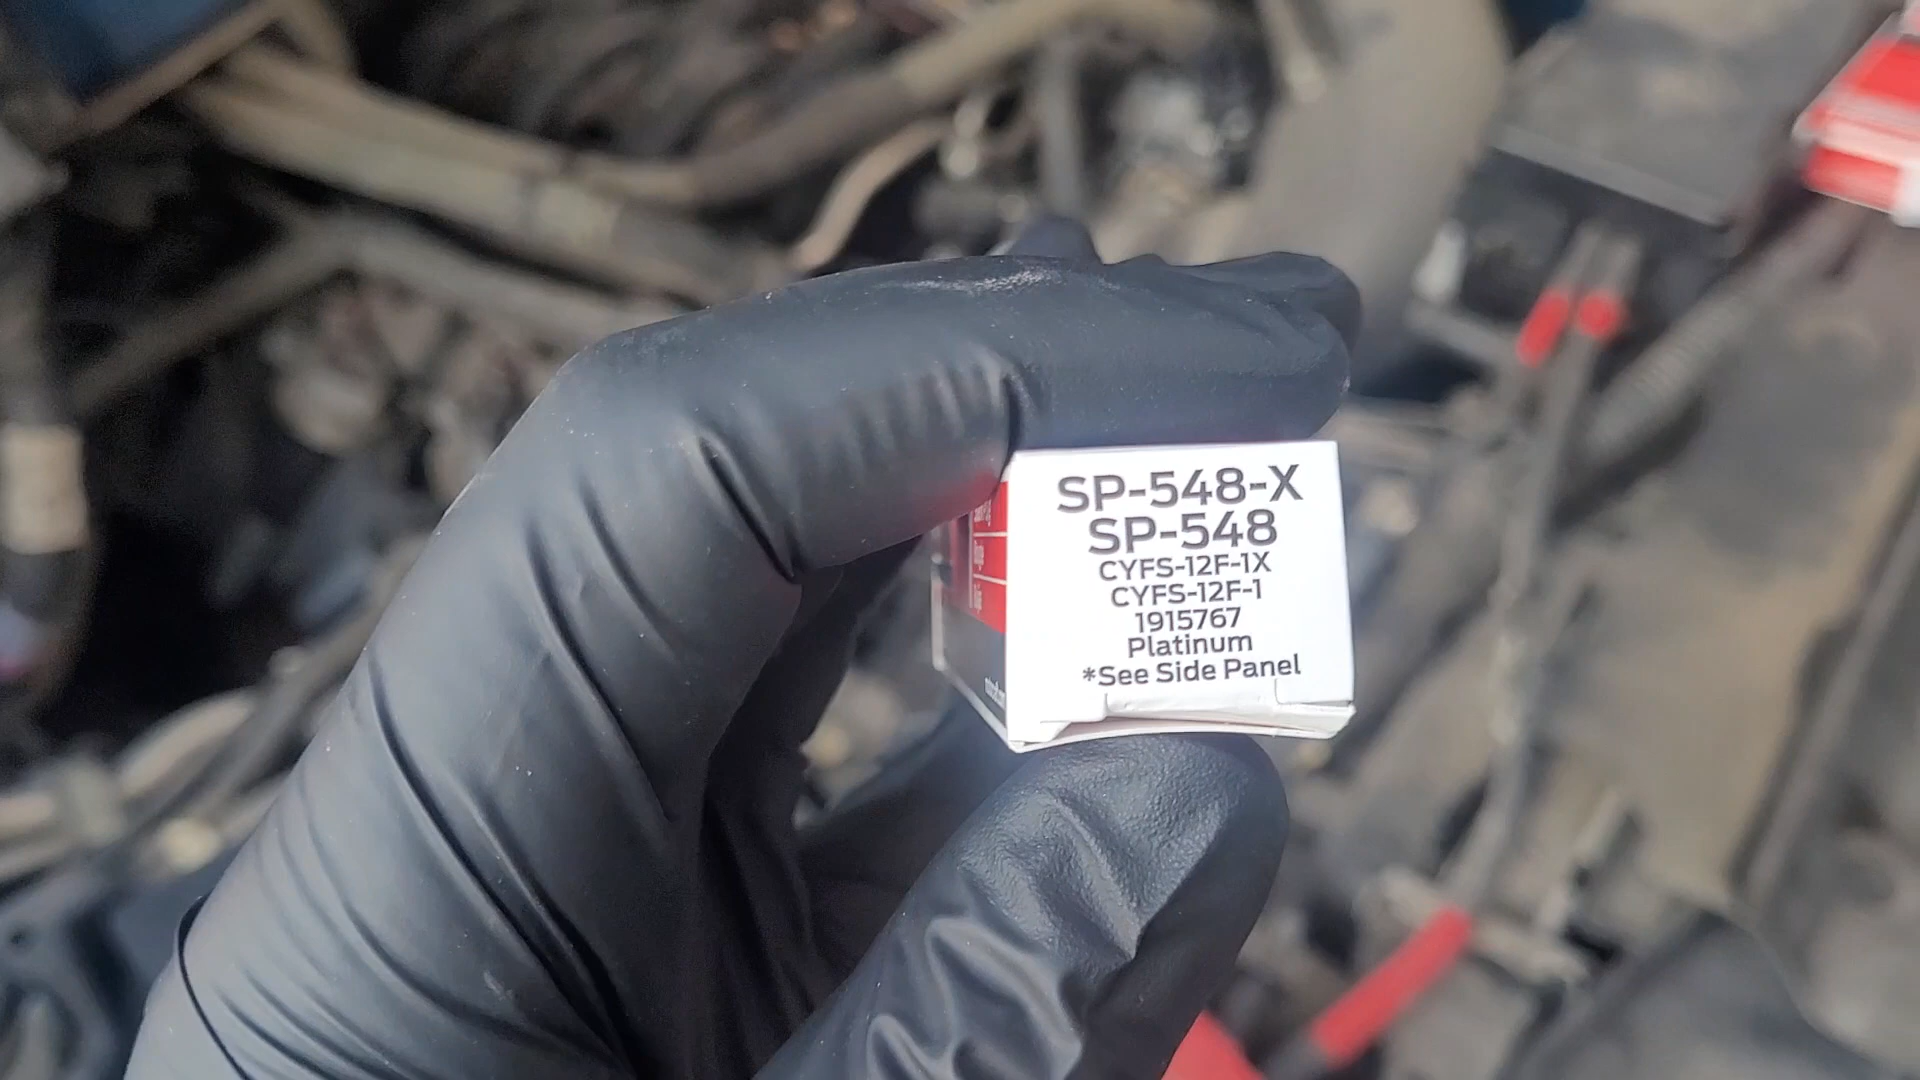 SP-548-X
SP-548
CYFS-12F-1X
CYFS-12F-1
1915767
Platinum
*See Side Panel